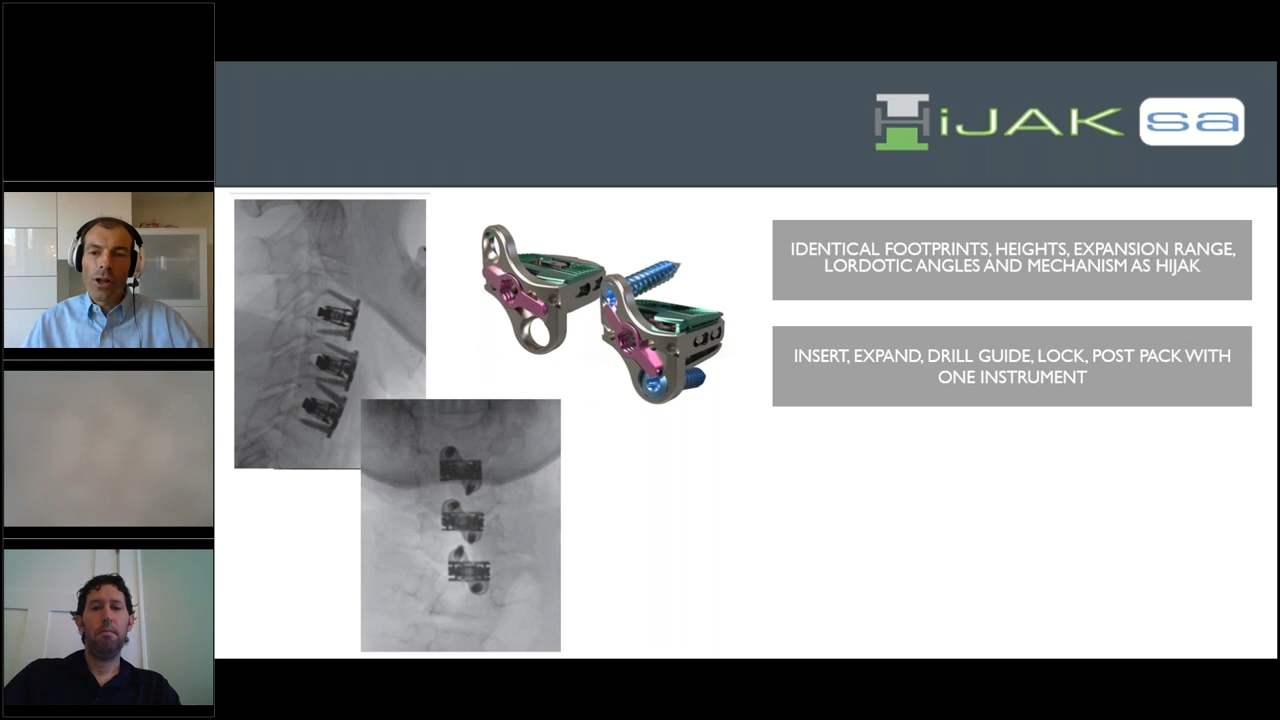 HiJAK sa
IDENTICAL FOOTPRINTS, HEIGHTS, EXPANSION RANGE,
LORDOTIC ANGLES AND MECHANISM AS HIJAK
INSERT, EXPAND, DRILL GUIDE, LOCK, POST PACK WITH
ONE INSTRUMENT